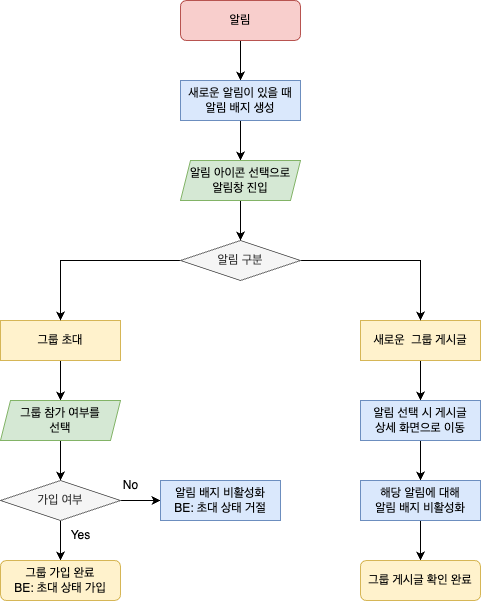 알림
새로운 알림이 있을 때
알림 배지 생성
알림 아이콘 선택으로
알림창 진입
알림 구분
그룹 초대
새로운  그룹 게시글
그룹 참가 여부를
선택
알림 선택 시 게시글
상세 화면으로 이동
가입 여부
No
알림 배지 비활성화
BE: 초대 상태 거절
해당 알림에 대해
알림 배지 비활성화
Yes
그룹 가입 완료
BE: 초대 상태 가입
그룹 게시글 확인 완료